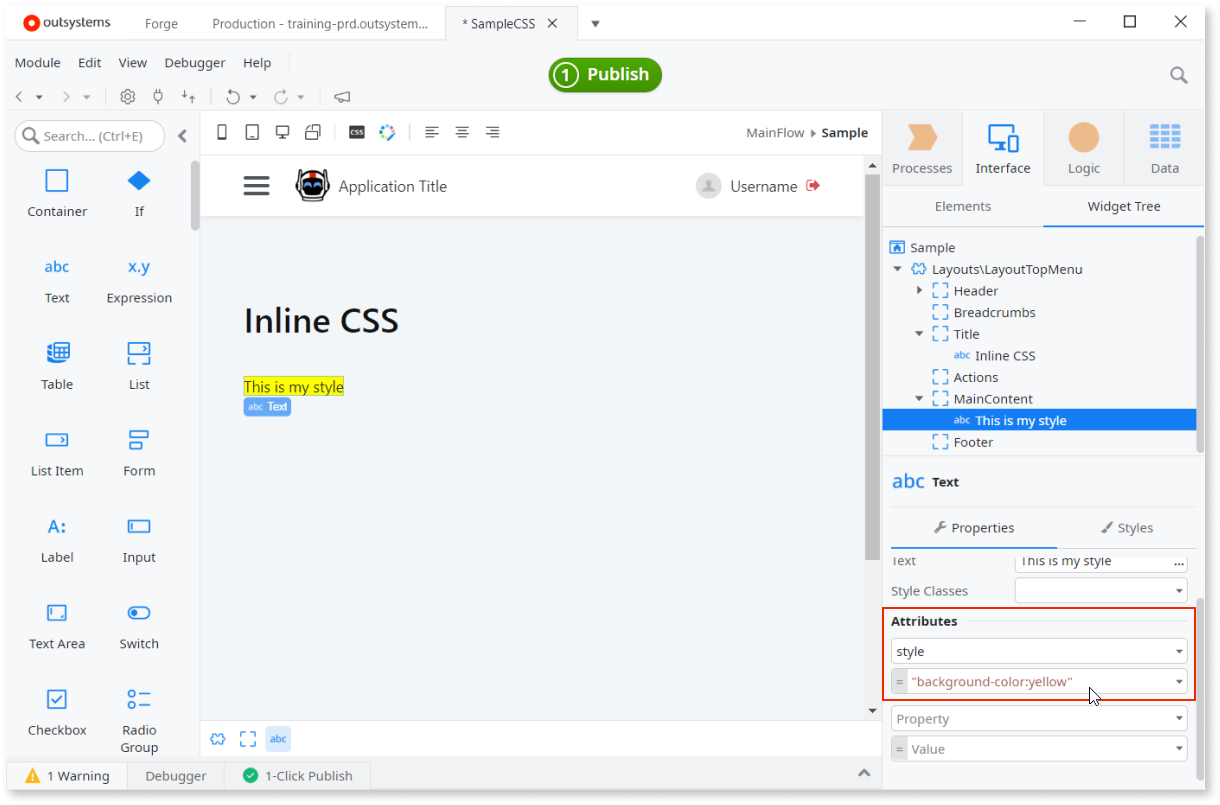 outsystems
Forge
Production - training-prd.outsystem...
* SampleCSS
Module Edit View Debugger Help
1 Publish
Search... (Ctrl+E)
css
MainFlow Sample
Processes Interface Logic Data
Container If
Application Title
Username
Elements Widget Tree
abc x.y
Text Expression
Sample
Layouts\LayoutTopMenu
Header
Breadcrumbs
Title
abc Inline CSS
Actions
MainContent
abc This is my style
Footer
Inline CSS
This is my style
abc Text
Table List
List Item Form
A:
Label Input
Text Area Switch
Checkbox Radio
Group
abc Text
Properties Styles
Text This is my style ...
Style Classes
Attributes
style
= "background-color:yellow"
Property
= Value
abc
1 Warning Debugger 1-Click Publish